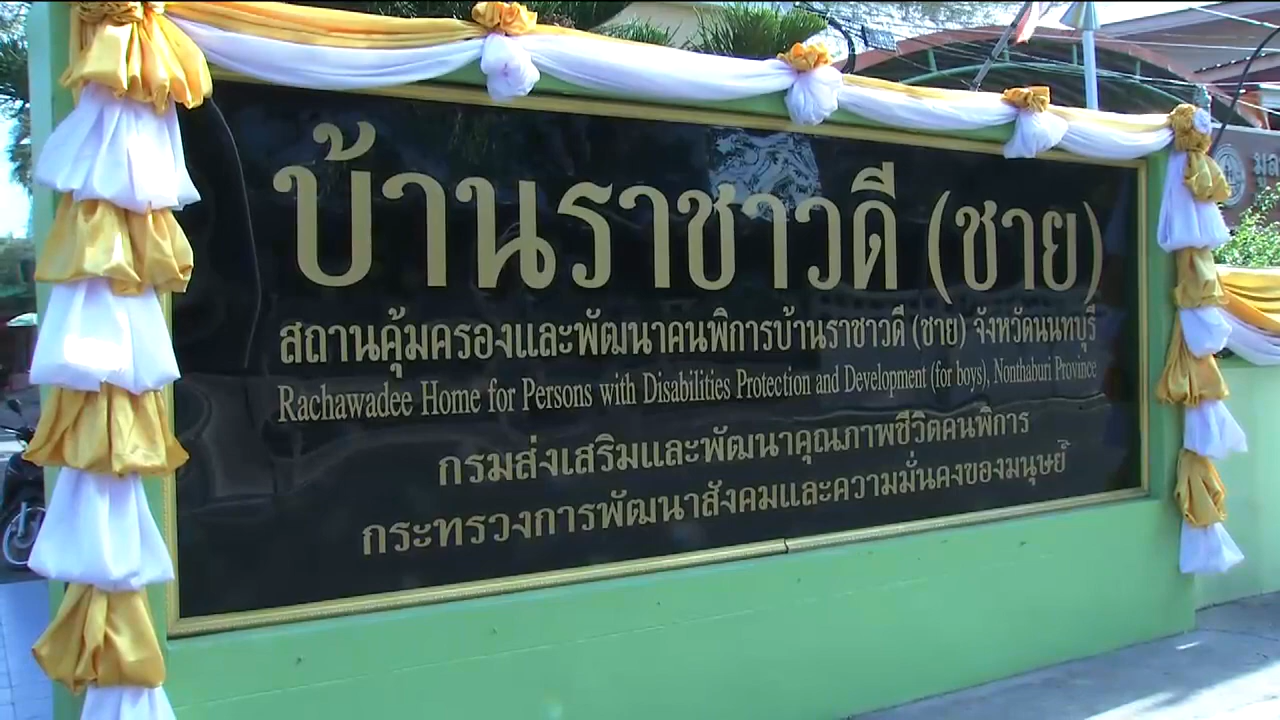 บ้านราชาวดี (ชาย)
สถานคุ้มครองและพัฒนาคนพิการบ้านราชาวดี (ชาย) จังหวัดนนทบุรี
Rachawadee Home for Persons with Disabilities Protection and Development (for boys), Nonthaburi Province
กรมส่งเสริมและพัฒนาคุณภาพชีวิตคนพิการ
กระทรวงการพัฒนาสังคมและความมั่นคงของมนุษย์